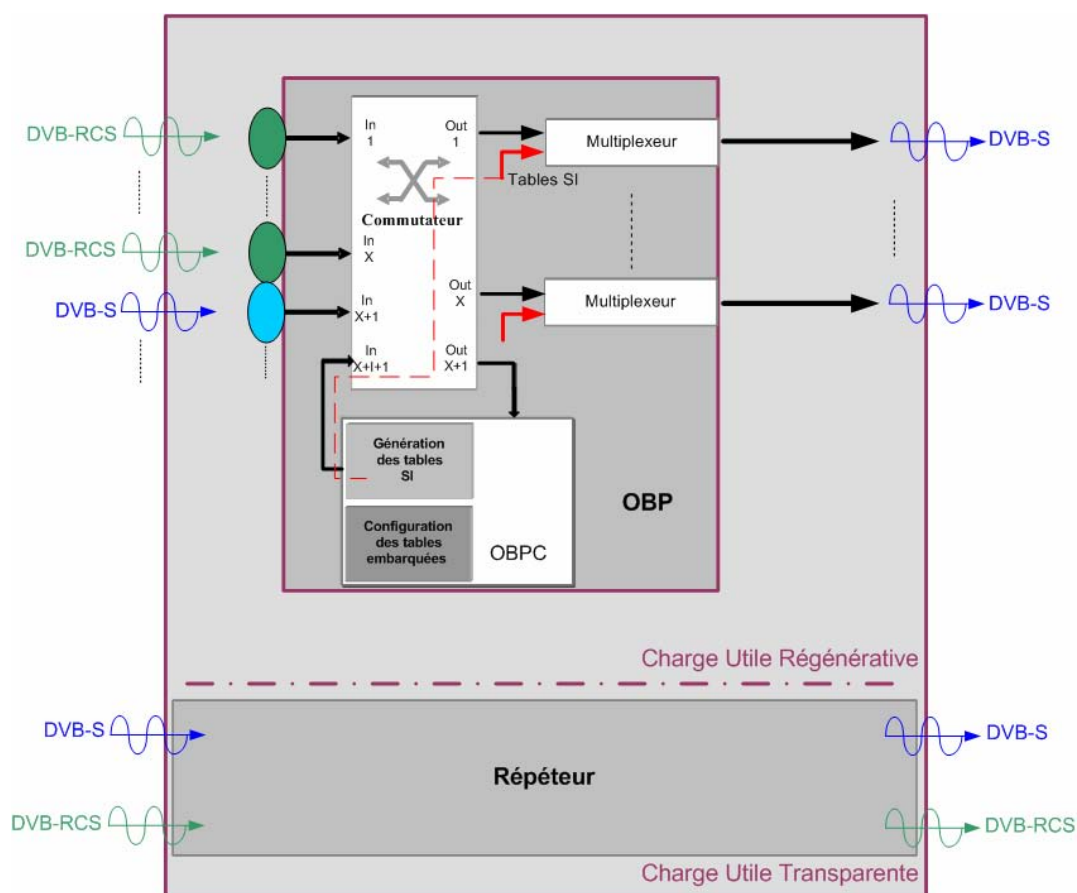 DVB-RCS
In
1
Out
1
Multiplexeur
DVB-S
Tables SI
Commutateur
DVB-RCS
In
X
DVB-S
In
X+1
Out
X
Multiplexeur
DVB-S
In
X+I+1
Out
X+1
Génération
des tables
SI
OBP
Configuration
des tables
embarquées
OBPC
Charge Utile Régénérative
DVB-S
DVB-S
Répéteur
DVB-RCS
DVB-RCS
Charge Utile Transparente